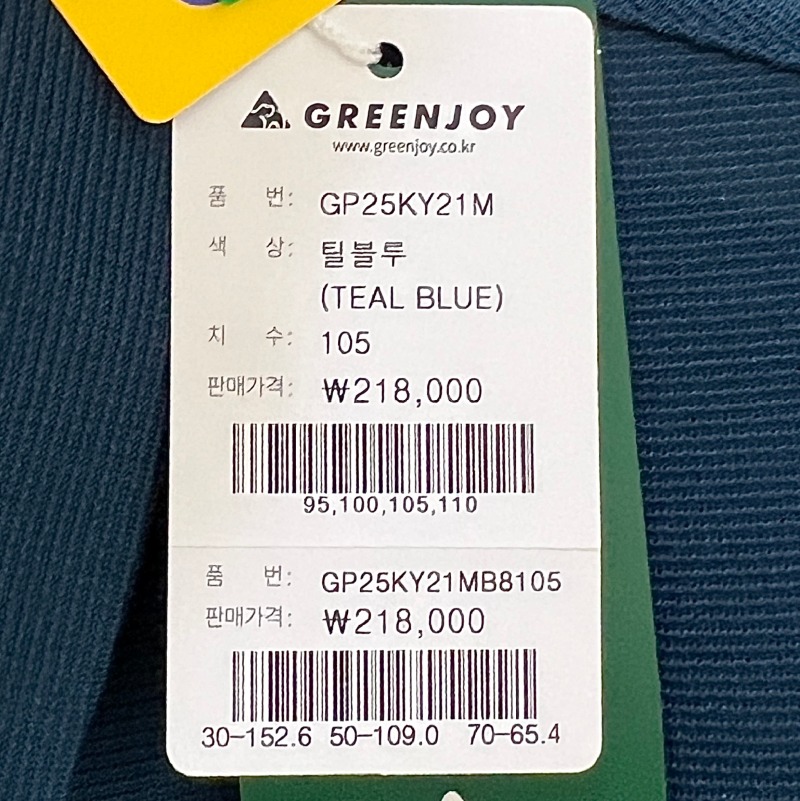 GREENJOY
www.greenjoy.co.kr
품 번: GP25KY21M
색 상: 틸블루
(TEAL BLUE)
치 수: 105
판매가격: ₩218,000
95,100,105,110
품 번: GP25KY21MB8105
판매가격: ₩218,000
30-152.6 50-109.0 70-65.4